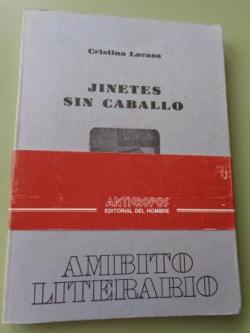 Cristina Lacasa
JINETES
SIN CABALLO
ANTHROPOS
EDITORIAL DEL HOMBRE
AMBITO
LITERARIO